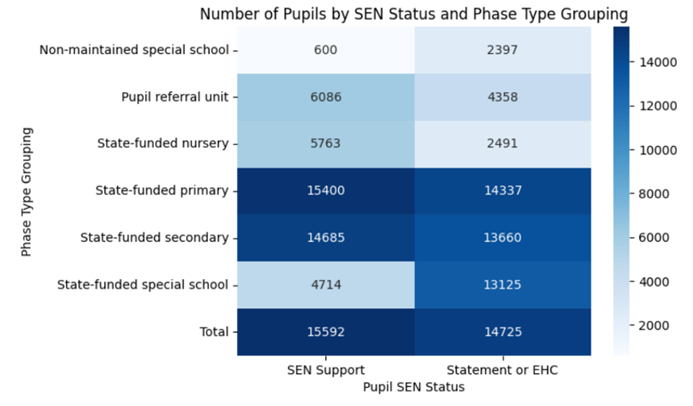 Number of Pupils by SEN Status and Phase Type Grouping
Non-maintained special school 600 2397
Pupil referral unit 6086 4358
State-funded nursery 5763 2491
State-funded primary 15400 14337
State-funded secondary 14685 13660
State-funded special school 4714 13125
Total 15592 14725
SEN Support Statement or EHC
Pupil SEN Status
Phase Type Grouping
14000
12000
10000
8000
6000
4000
2000